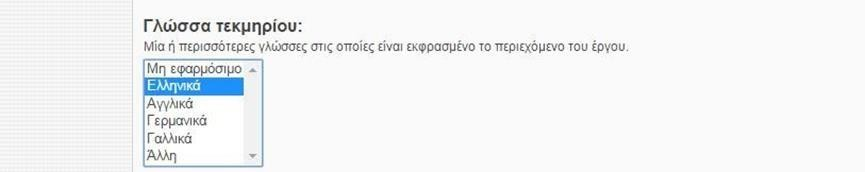 Γλώσσα τεκμηρίου:
Μία ή περισσότερες γλώσσες στις οποίες είναι εκφρασμένο το περιεχόμενο του έργου.
Μη εφαρμόσιμο
Ελληνικά
Αγγλικά
Γερμανικά
Γαλλικά
Άλλη